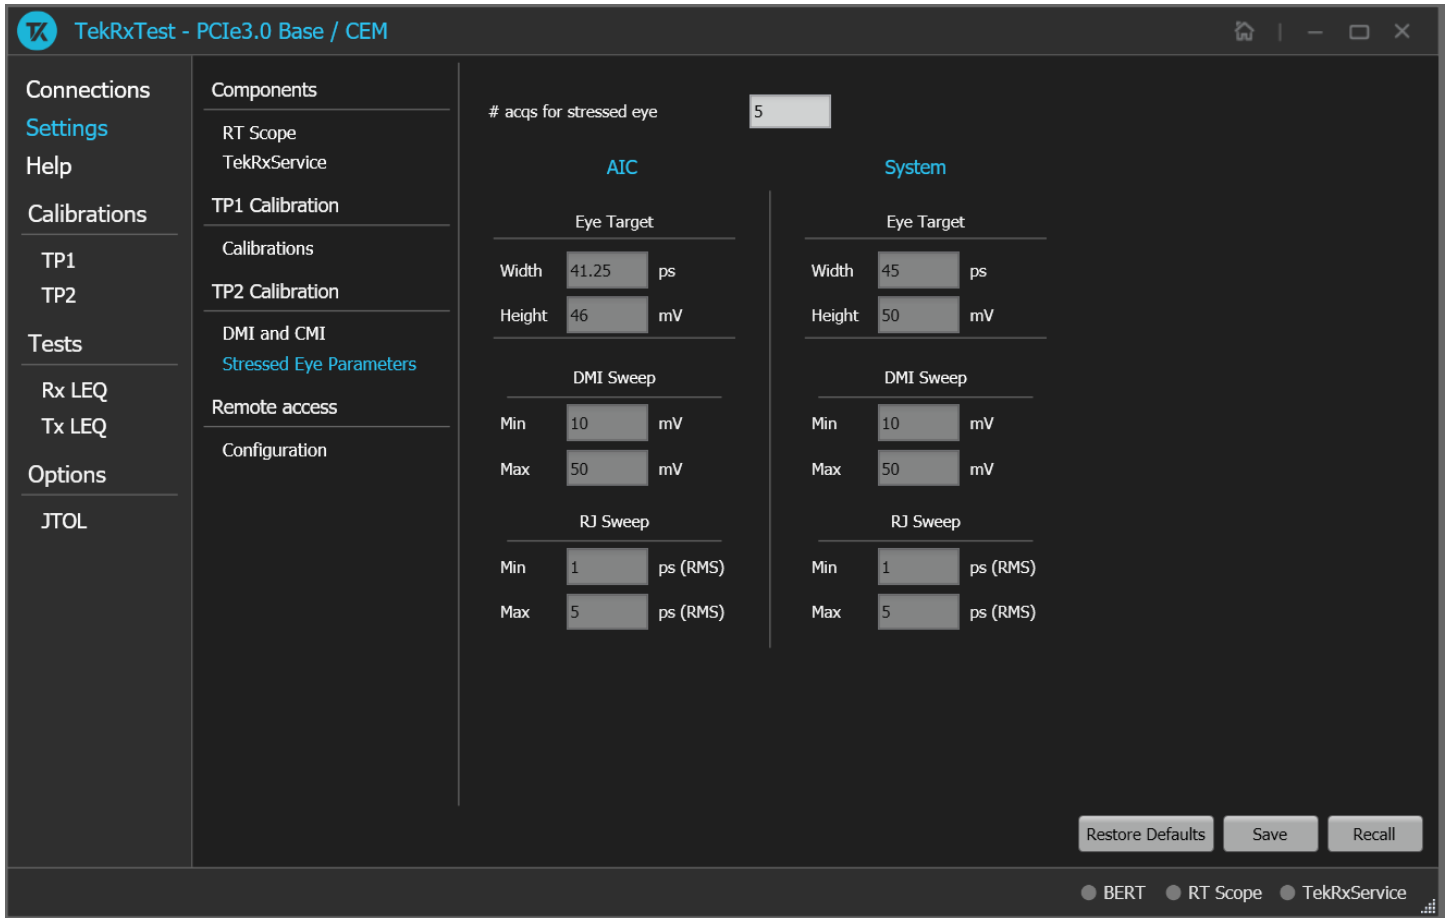 TK TekRxTest - PCIe3.0 Base / CEM
Connections
Settings
Help
Calibrations
TP1
TP2
Tests
Rx LEQ
Tx LEQ
Options
JTOL
Components
RT Scope
TekRxService
TP1 Calibration
Calibrations
TP2 Calibration
DMI and CMI
Stressed Eye Parameters
Remote access
Configuration
# acqs for stressed eye 5
AIC
Eye Target
Width 41.25 ps
Height 46 mV
DMI Sweep
Min 10 mV
Max 50 mV
RJ Sweep
Min 1 ps (RMS)
Max 5 ps (RMS)
System
Eye Target
Width 45 ps
Height 50 mV
DMI Sweep
Min 10 mV
Max 50 mV
RJ Sweep
Min 1 ps (RMS)
Max 5 ps (RMS)
Restore Defaults Save Recall
BERT RT Scope TekRxService